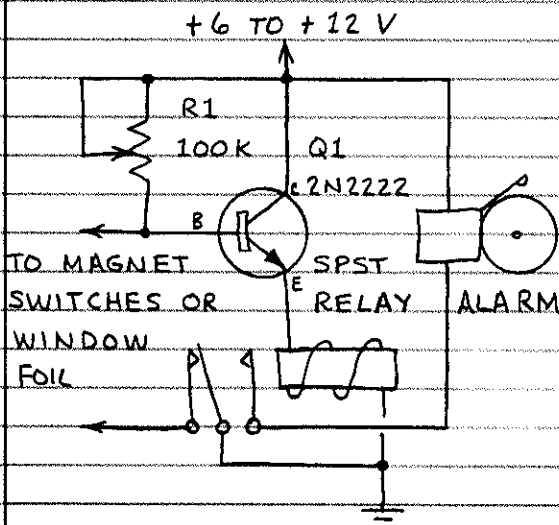 +6 TO +12 V
R1
100K
Q1
C 2N2222
B
E
TO MAGNET
SWITCHES OR
WINDOW
FOIL
SPST
RELAY
ALARM